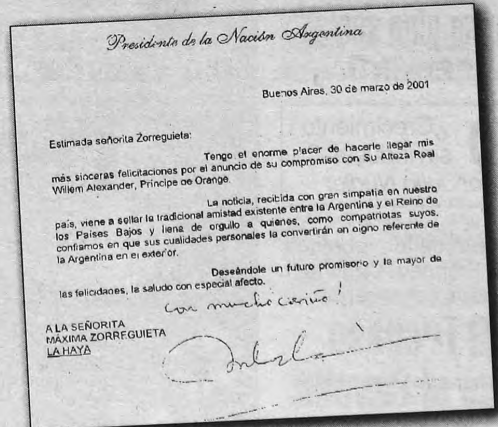 Presidente de la Nación Argentina
Buenos Aires, 30 de marzo de 2001
Estimada señorita Zorreguieta:
Tengo el enorme placer de hacerle llegar mis
más sinceras felicitaciones por el anuncio de su compromiso con Su Alteza Real
Willem Alexander, Príncipe de Orange.
La noticia, recibida con gran simpatía en nuestro
país, viene a sellar la tradicional amistad existente entre la Argentina y el Reino de
los Países Bajos y llena de orgullo a quienes, como compatriotas suyos,
confiamos en que sus cualidades personales la convertirán en digno referente de
la Argentina en el exterior.
Deseándole un futuro promisorio y la mayor de
las felicidades, la saludo con especial afecto.
con mucho cariño!
A LA SEÑORITA
MÁXIMA ZORREGUIETA
LA HAYA